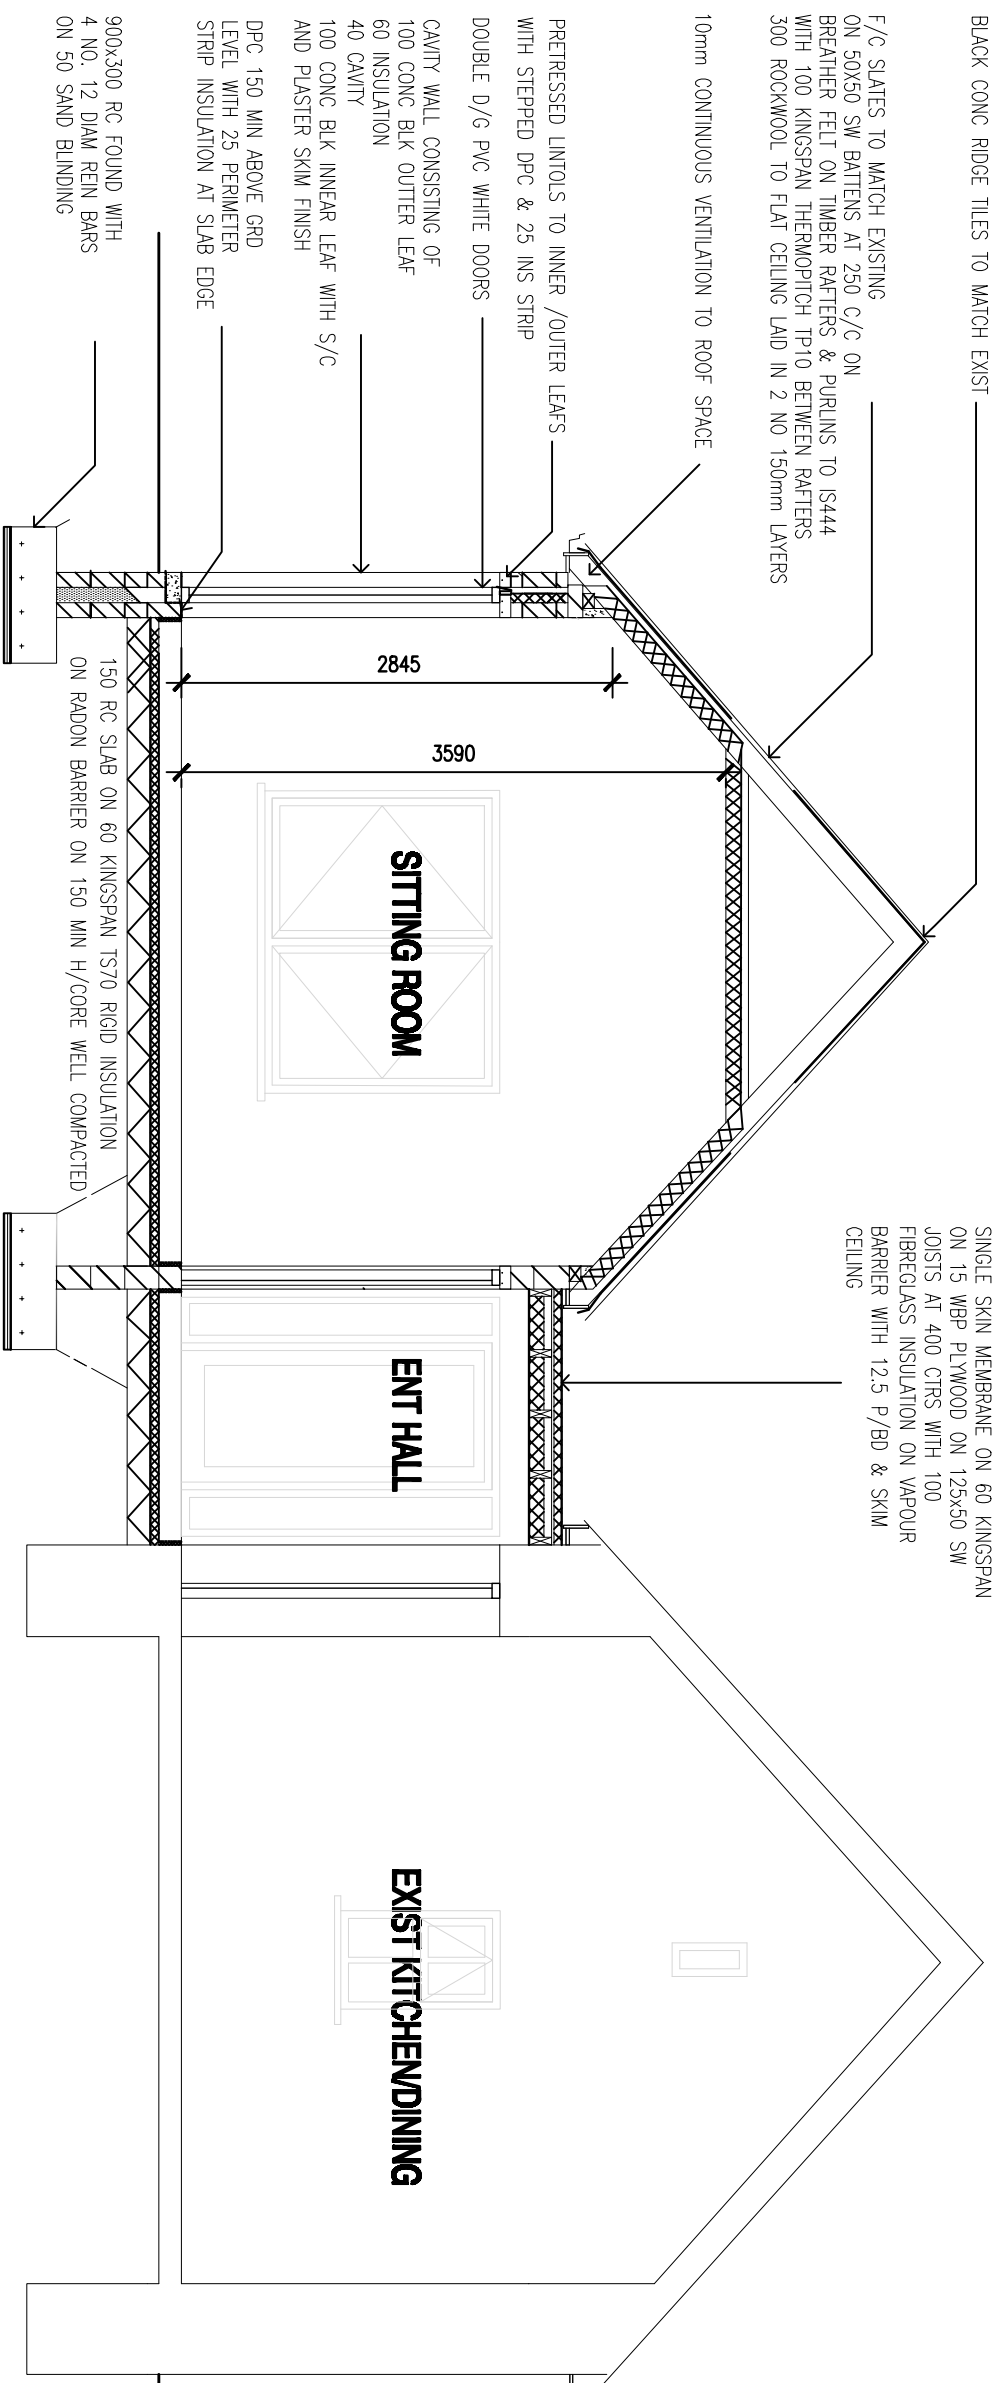 BLACK CONC RIDGE TILES TO MATCH EXIST
F/C SLATES TO MATCH EXISTING
ON 50X50 SW BATTENS AT 250 C/C ON
BREATHER FELT ON TIMBER RAFTERS & PURLINS TO IS444
WITH 100 KINGSPAN THERMOPITCH TP10 BETWEEN RAFTERS
300 ROCKWOOL TO FLAT CEILING LAID IN 2 NO 150mm LAYERS
10mm CONTINUOUS VENTILATION TO ROOF SPACE
PRETRESSED LINTOLS TO INNER /OUTER LEAFS
WITH STEPPED DPC & 25 INS STRIP
DOUBLE D/G PVC WHITE DOORS
CAVITY WALL CONSISTING OF
100 CONC BLK OUTTER LEAF
60 INSULATION
40 CAVITY
100 CONC BLK INNEAR LEAF WITH S/C
AND PLASTER SKIM FINISH
DPC 150 MIN ABOVE GRD
LEVEL WITH 25 PERIMETER
STRIP INSULATION AT SLAB EDGE
900x300 RC FOUND WITH
4 NO. 12 DIAM REIN BARS
ON 50 SAND BLINDING
2845
3590
SITTING ROOM
150 RC SLAB ON 60 KINGSPAN TS70 RIGID INSULATION
ON RADON BARRIER ON 150 MIN H/CORE WELL COMPACTED
SINGLE SKIN MEMBRANE ON 60 KINGSPAN
ON 15 WBP PLYWOOD ON 125x50 SW
JOISTS AT 400 CTRS WITH 100
FIBREGLASS INSULATION ON VAPOUR
BARRIER WITH 12.5 P/BD & SKIM
CEILING
ENT HALL
EXIST KITCHEN/DINING